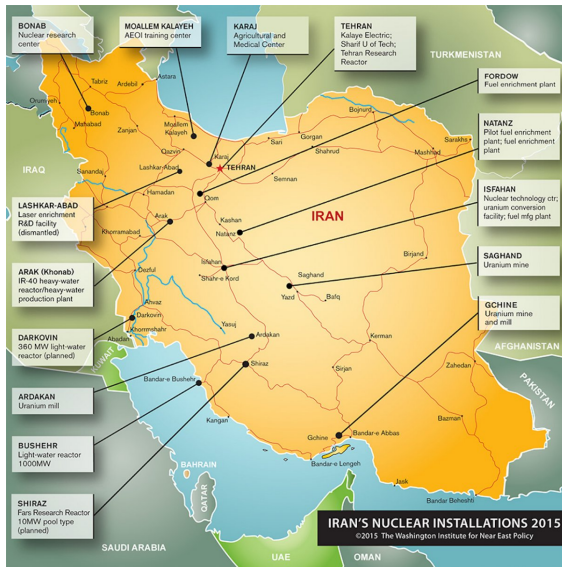 BONAB
Nuclear research
center
MOALLEM KALAYEH
AEOI training center
KARAJ
Agricultural and
Medical Center
TEHRAN
Kalaye Electric;
Sharif U of Tech;
Tehran Research
Reactor
FORDOW
Fuel enrichment plant
NATANZ
Pilot fuel enrichment
plant; fuel enrichment
plant
ISFAHAN
Nuclear technology ctr;
uranium conversion
facility; fuel mfg plant
SAGHAND
Uranium mine
GCHINE
Uranium mine
and mill
LASHKAR-ABAD
Laser enrichment
R&D facility
(dismantled)
ARAK (Khonab)
IR-40 heavy-water
reactor/heavy-water
production plant
DARKOVIN
360 MW light-water
reactor (planned)
ARDAKAN
Uranium mill
BUSHEHR
Light-water reactor
1000MW
SHIRAZ
Fars Research Reactor
10MW pool type
(planned)
TURKMENISTAN
IRAQ
IRAN
AFGHANISTAN
PAKISTAN
KUWAIT
BAHRAIN
QATAR
SAUDI ARABIA
UAE
OMAN
Tabriz
Ardebil
Astara
Orumiyeh
Bonab
Mahabad
Zanjan
Moallem
Kalayeh
Qazvin
Karaj
TEHRAN
Sari
Gorgan
Bojnurd
Shahrud
Mashhad
Sarakhs
Sanandaj
Lashkar-Abad
Semnan
Hamadan
Qom
Arak
Kashan
Natanz
Khorramabad
Isfahan
Shahr-e Kord
Dezful
Birjand
Saghand
Yazd
Bafq
Ahvaz
Darkovin
Khorrmshahr
Abadan
Yasuj
Ardakan
Kerman
Shiraz
Sirjan
Zahedan
Bandar-e Bushehr
Kangan
Bazman
Gchine
Bandar-e Abbas
Bandar-e Lengeh
Jask
Bandar Beheshti
IRAN'S NUCLEAR INSTALLATIONS 2015
©2015 The Washington Institute for Near East Policy